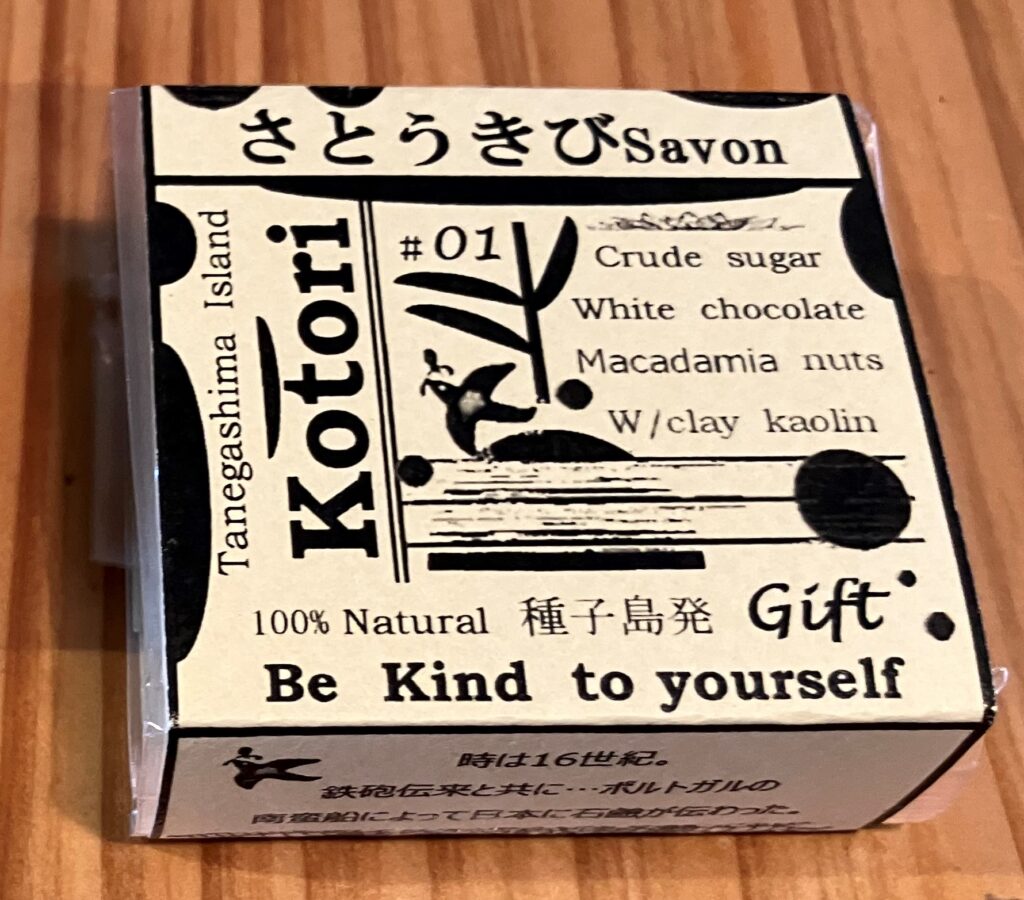 さとうきびSavon
Tanegashima Island
Kotori
#01
Crude sugar
White chocolate
Macadamia nuts
W/clay kaolin
100% Natural 種子島発 Gift
Be Kind to yourself
時は16世紀。
鉄砲伝来と共に…ポルトガルの
南蛮船によって日本に石鹸が伝わった。